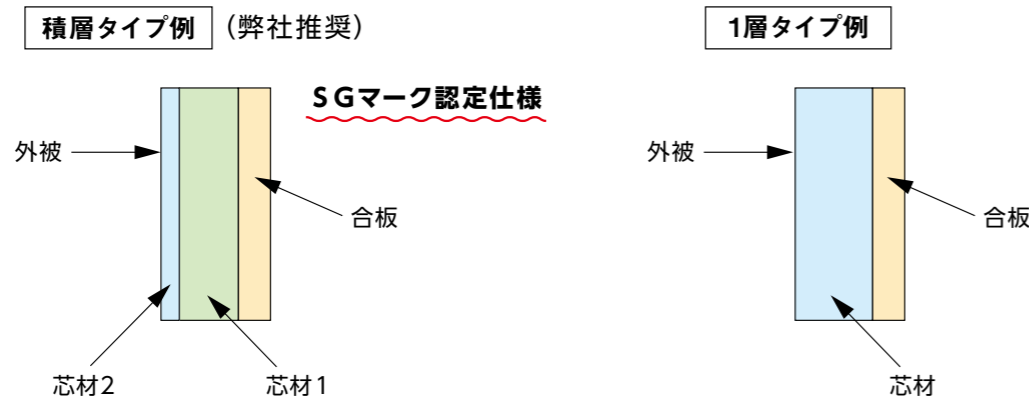 積層タイプ例（弊社推奨）
SGマーク認定仕様
外被
合板
芯材2
芯材1
1層タイプ例
外被
合板
芯材